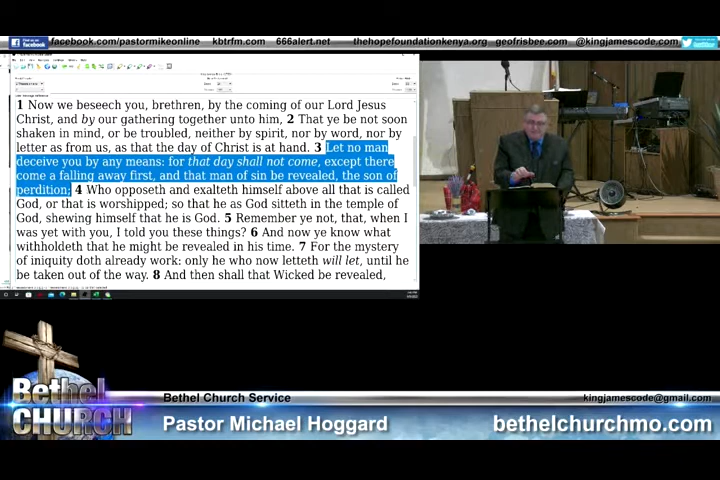 Find us on facebook
facebook.com/pastormikeonline kbtrfm.com 666alert.net thehopefoundationkenya.org geofrisbee.com @kingjamescode.com twitter
1 Now we beseech you, brethren, by the coming of our Lord Jesus
Christ, and by our gathering together unto him, 2 That ye be not soon
shaken in mind, or be troubled, neither by spirit, nor by word, nor by
letter as from us, as that the day of Christ is at hand. 3 Let no man
deceive you by any means: for that day shall not come, except there
come a falling away first, and that man of sin be revealed, the son of
perdition; 4 Who opposeth and exalteth himself above all that is called
God, or that is worshipped; so that he as God sitteth in the temple of
God, shewing himself that he is God. 5 Remember ye not, that, when I
was yet with you, I told you these things? 6 And now ye know what
withholdeth that he might be revealed in his time. 7 For the mystery
of iniquity doth already work: only he who now letteth will let, until he
be taken out of the way. 8 And then shall that Wicked be revealed,
Bethel
CHURCH
Bethel Church Service
kingjamescode@gmail.com
Pastor Michael Hoggard
bethelchurchmo.com